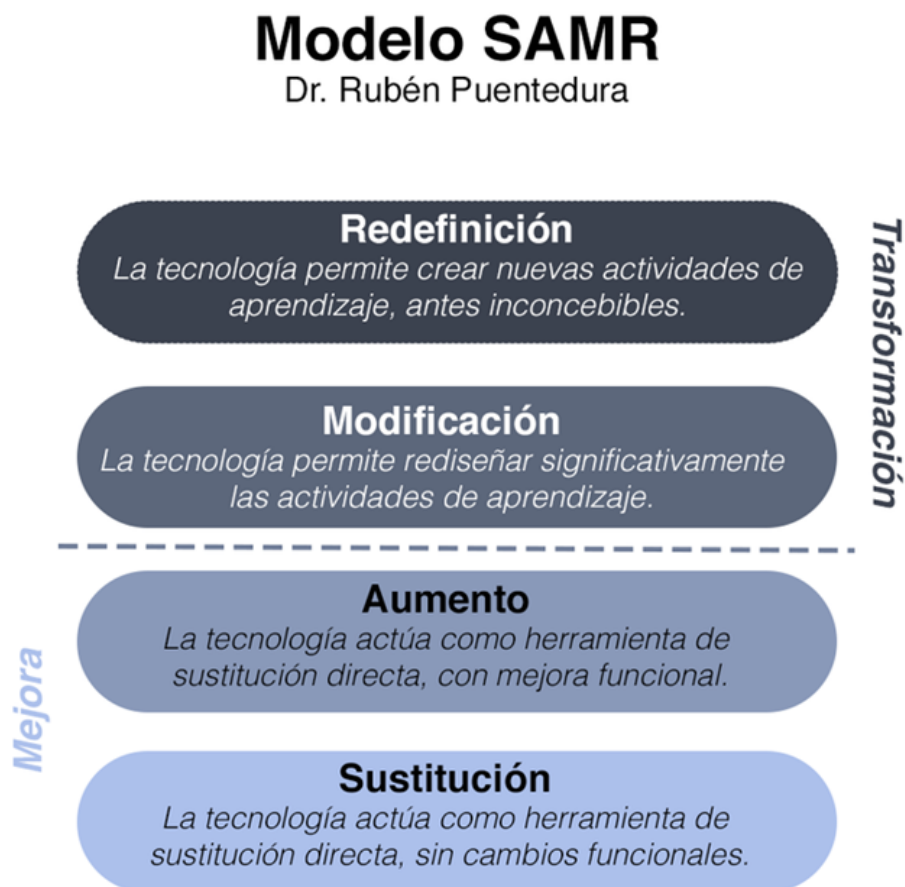 Modelo SAMR
Dr. Rubén Puentedura
Redefinición
La tecnología permite crear nuevas actividades de
aprendizaje, antes inconcebibles.
Modificación
La tecnología permite rediseñar significativamente
las actividades de aprendizaje.
Transformación
Aumento
La tecnología actúa como herramienta de
sustitución directa, con mejora funcional.
Sustitución
La tecnología actúa como herramienta de
sustitución directa, sin cambios funcionales.
Mejora